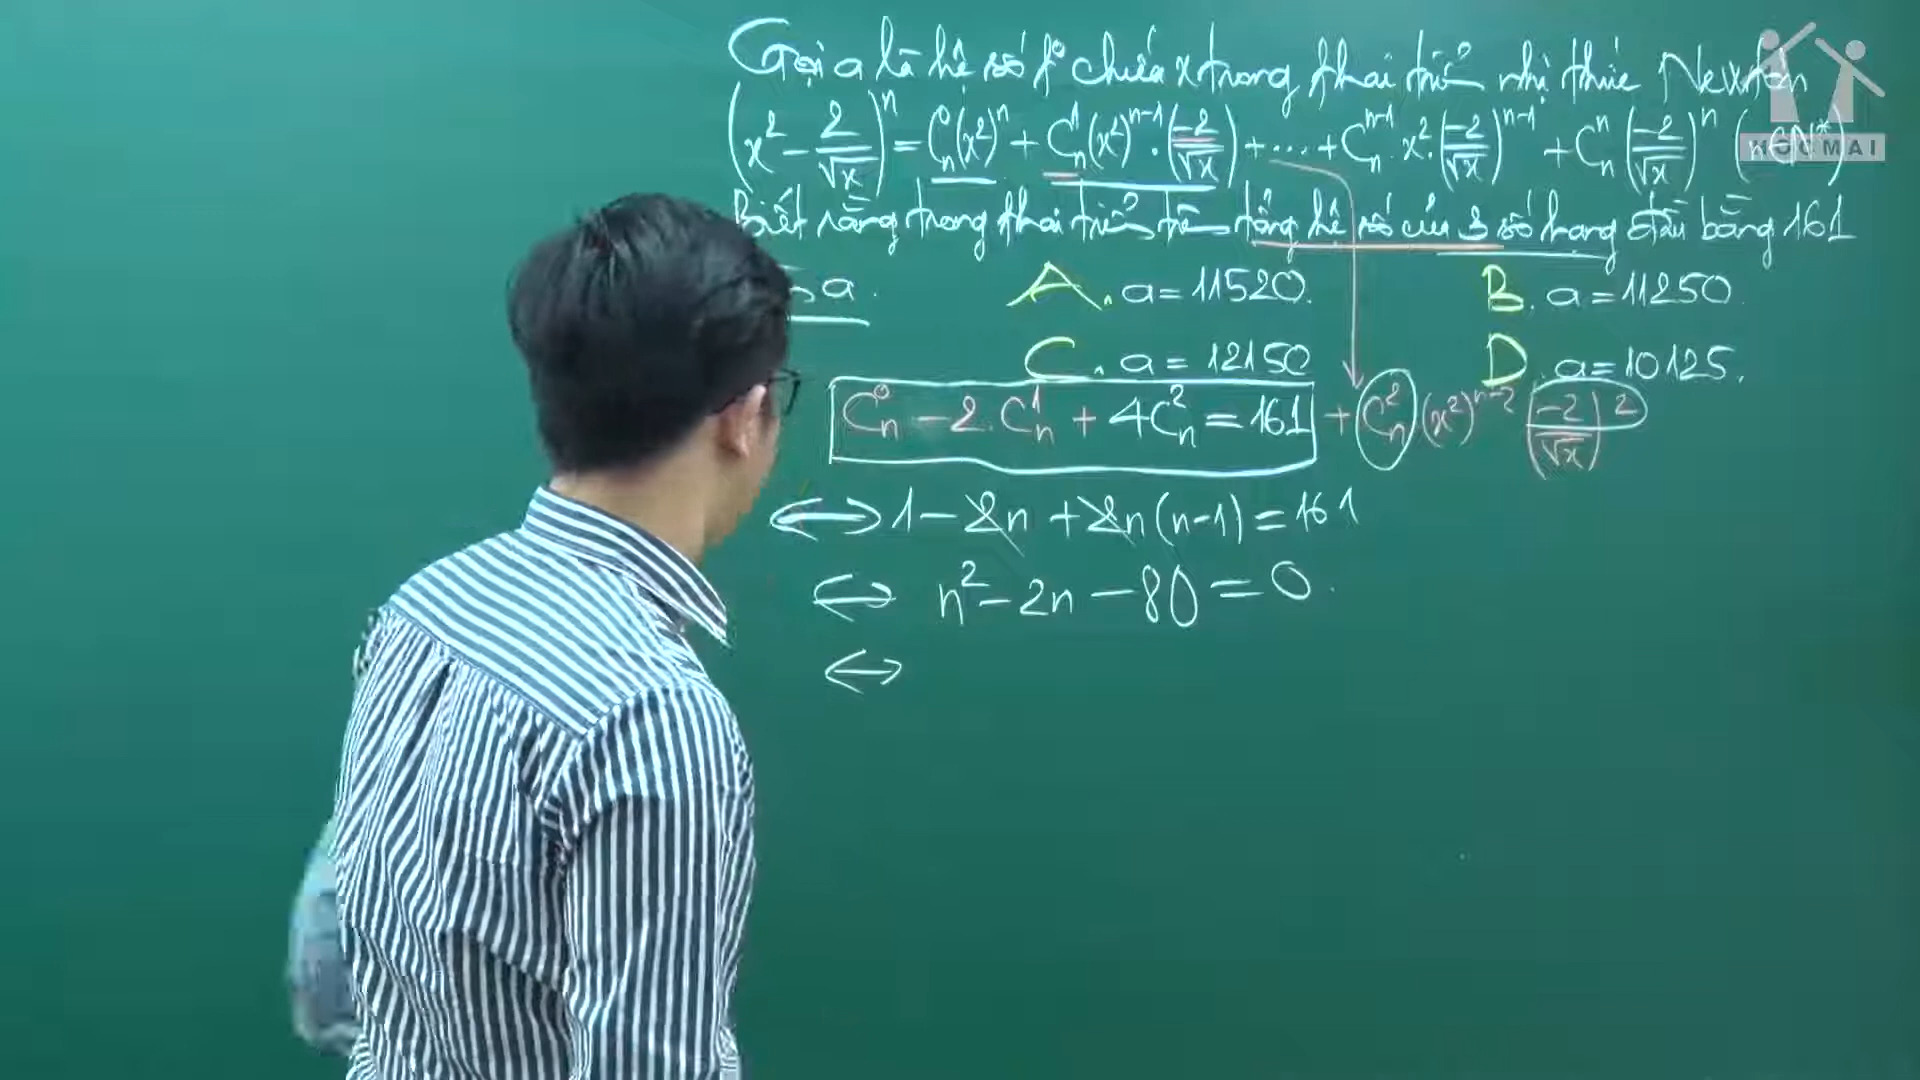 Gọi a là hệ số k° chứa x trong khai triển nhị thức Newton
(x² - 2/√x)ⁿ = C⁰ₙ(x²)ⁿ + C¹ₙ(x²)ⁿ⁻¹.(-2/√x) + ... + Cⁿ⁻¹ₙ.x².(-2/√x)ⁿ⁻¹ + Cⁿₙ(-2/√x)ⁿ (n∈N*)
HOCMAI
Biết rằng trong khai triển trên tổng hệ số của 3 số hạng đầu bằng 161
a. A. a = 11520. B. a = 11250.
C. a = 12150 D. a = 10125.
C⁰ₙ - 2.C¹ₙ + 4C²ₙ = 161 + C²ₙ (x²)ⁿ⁻² (-2/√x)²
⟷ 1 - 2n + 2n(n-1) = 161
⟷ n² - 2n - 80 = 0.
⟷